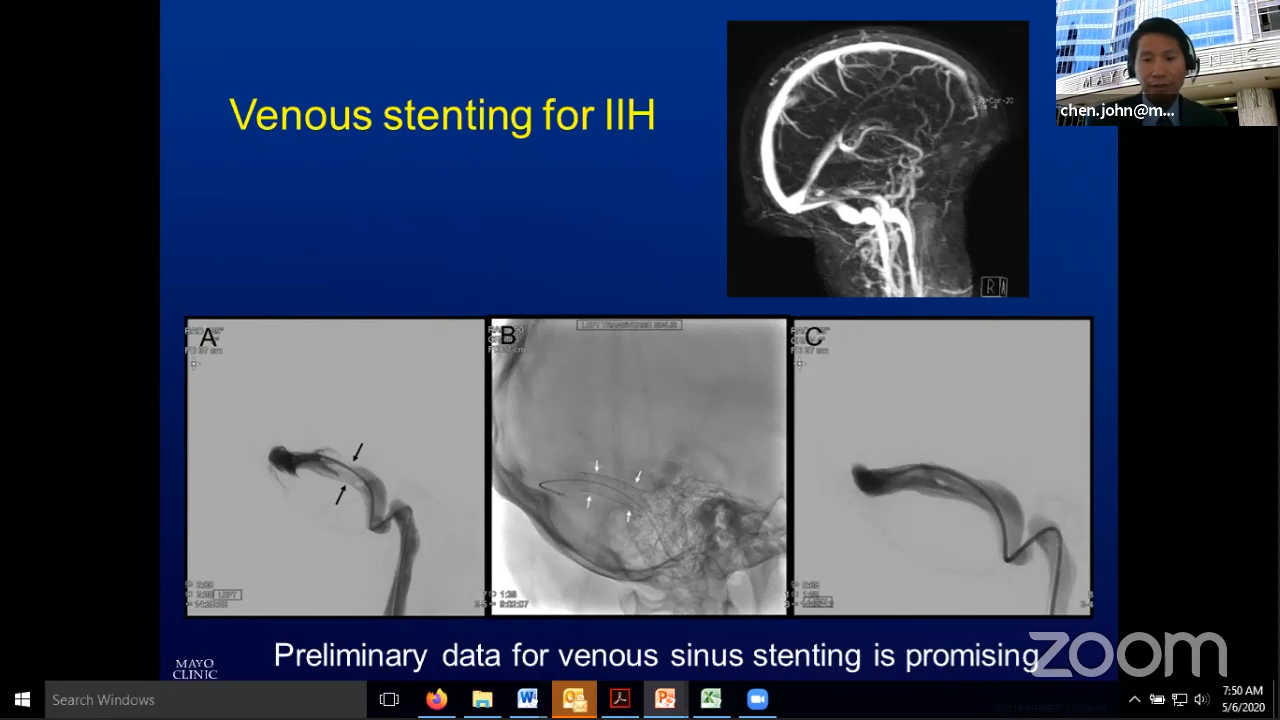 Venous stenting for IIH
chen.john@m...
R
A
B
LEFT TRANSVERSE SINUS
C
LEFT
Preliminary data for venous sinus stenting is promising
MAYO
CLINIC
zoom
Search Windows
7:50 AM
5/6/2020